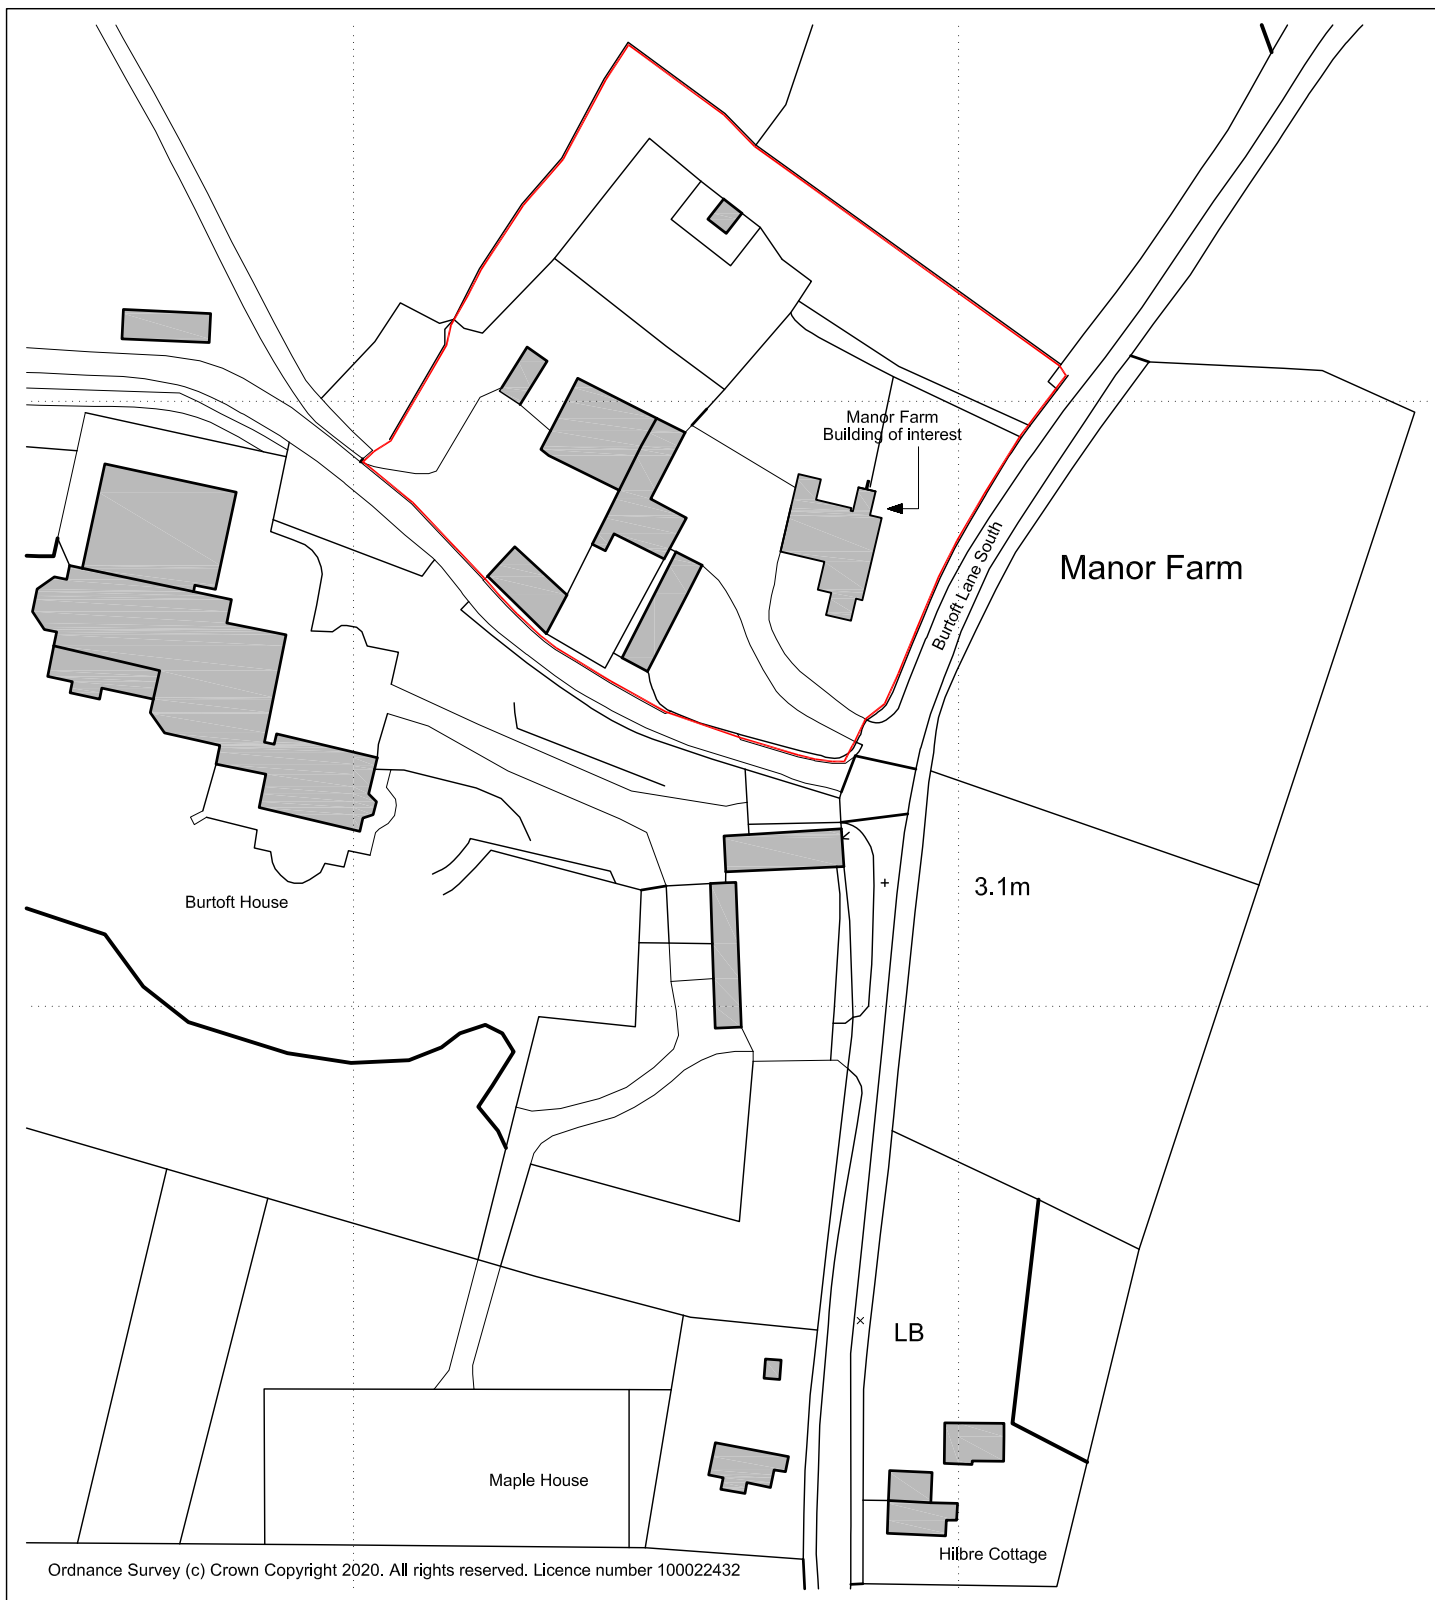 Manor Farm
Building of interest
Burtoft Lane South
Manor Farm
3.1m
Burtoft House
LB
Maple House
Hilbre Cottage
Ordnance Survey (c) Crown Copyright 2020. All rights reserved. Licence number 100022432